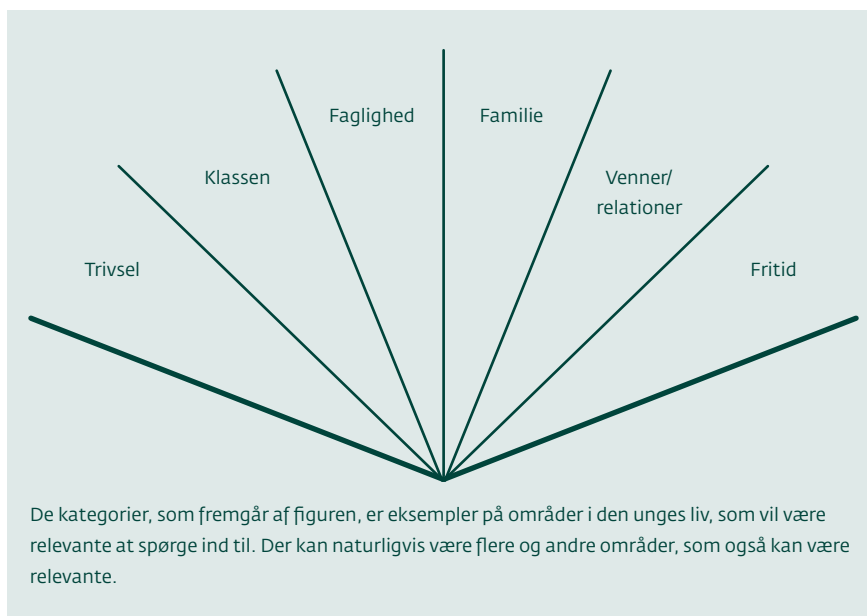 Faglighed
Familie
Klassen
Venner/
relationer
Trivsel
Fritid
De kategorier, som fremgår af figuren, er eksempler på områder i den unges liv, som vil være
relevante at spørge ind til. Der kan naturligvis være flere og andre områder, som også kan være
relevante.